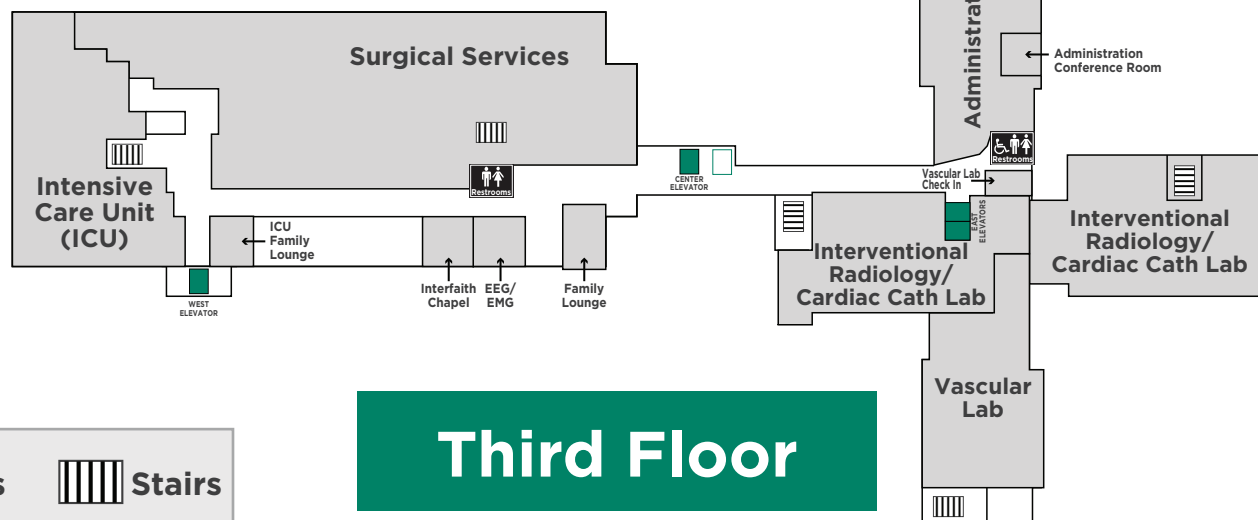 Surgical Services
Administrat
Administration
Conference Room
Restrooms
Restrooms
CENTER
ELEVATOR
Vascular Lab
Check In
Intensive
Care Unit
(ICU)
ICU
Family
Lounge
EAST
ELEVATORS
Interventional
Radiology/
Cardiac Cath Lab
Interventional
Radiology/
Cardiac Cath Lab
WEST
ELEVATOR
Interfaith
Chapel
EEG/
EMG
Family
Lounge
Vascular
Lab
Third Floor
s
Stairs